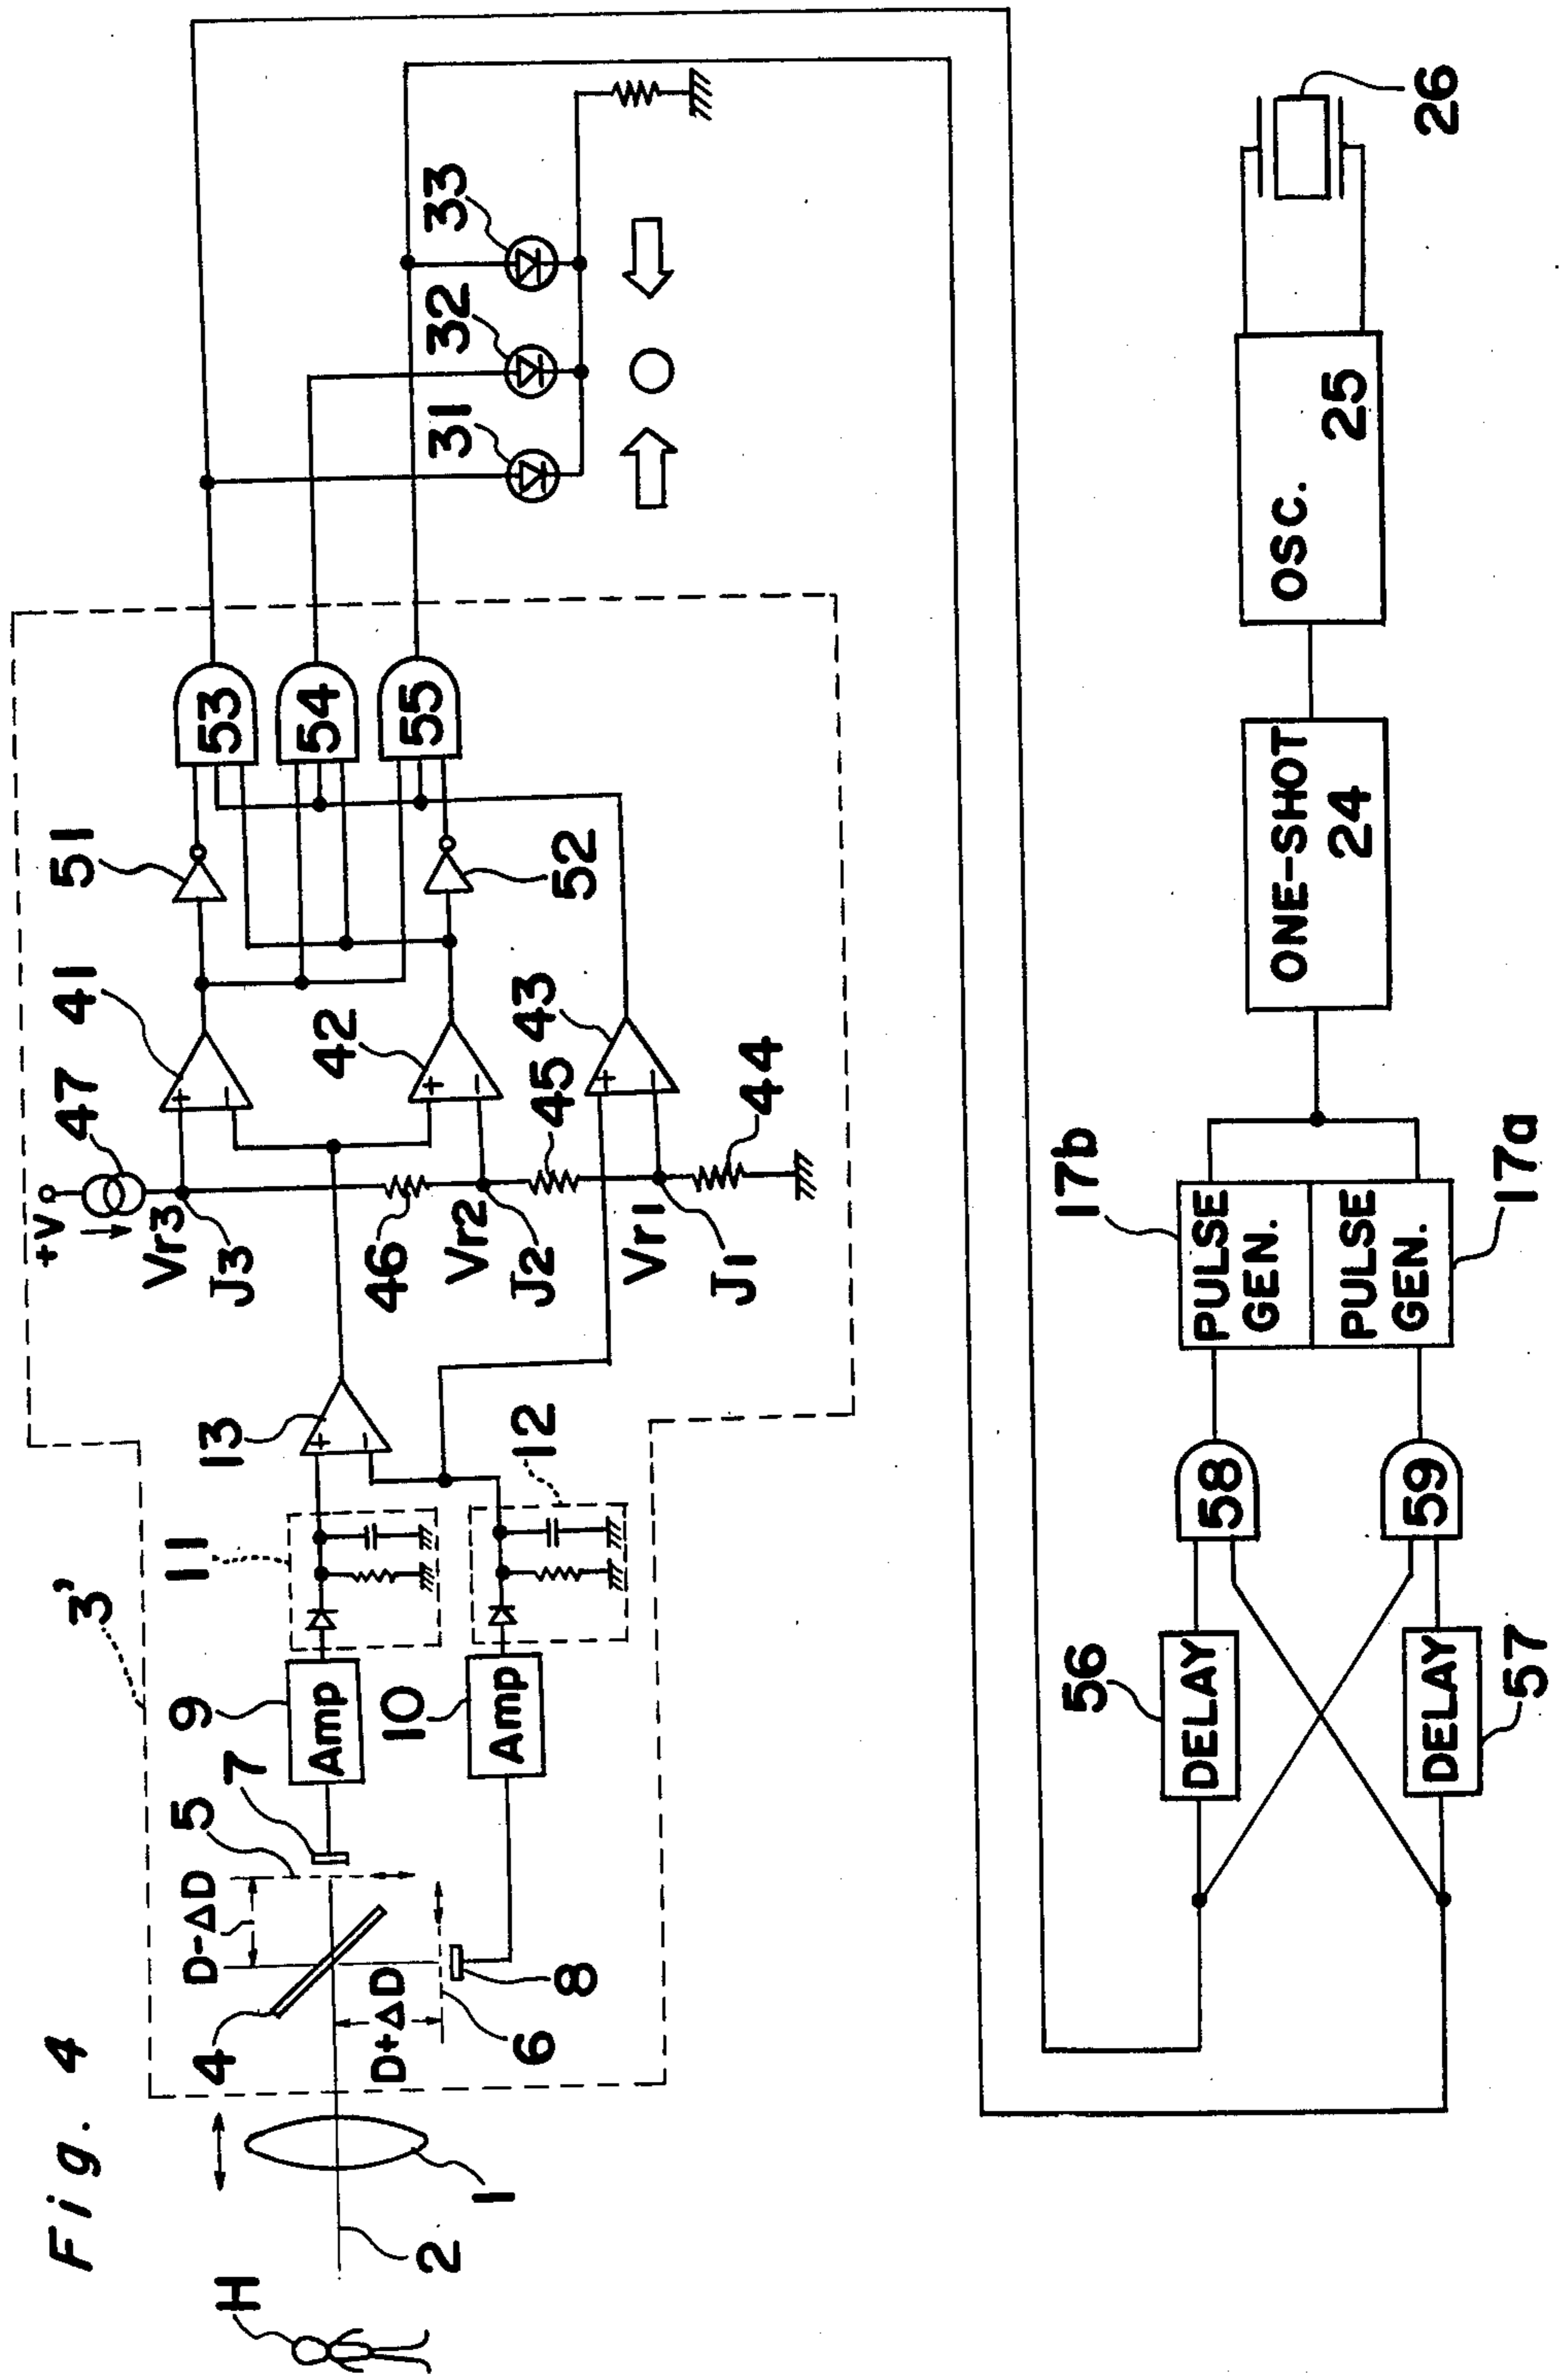 Fig. 4
H
2
1
3'
4
D-ΔD
5
7
D+ΔD
6
8
9
Amp
10
Amp
11
12
13
+V
47
Vr3
J3
46
Vr2
J2
45
Vr1
J1
44
41
+
-
42
+
-
43
+
-
+
-
51
52
53
54
55
31
32
33
56
DELAY
DELAY
57
58
59
17b
PULSE
GEN.
PULSE
GEN.
17a
ONE-SHOT
24
OSC.
25
26